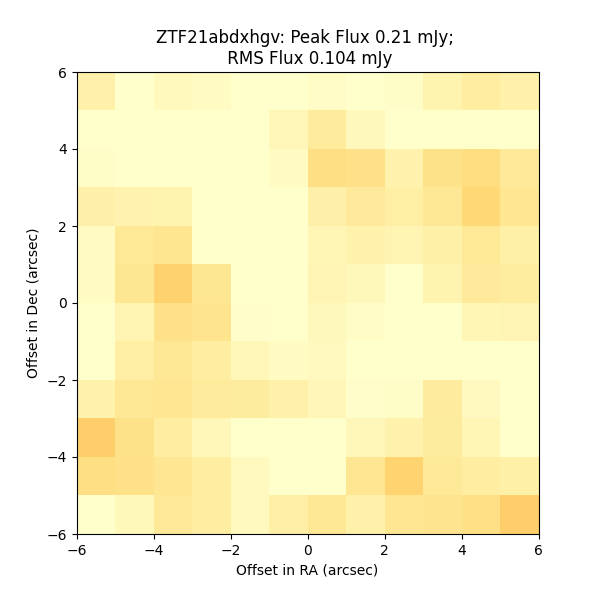 ZTF21abdxhgv: Peak Flux 0.21 mJy;
RMS Flux 0.104 mJy
6
4
2
0
−2
−4
−6
Offset in Dec (arcsec)
−6 −4 −2 0 2 4 6
Offset in RA (arcsec)